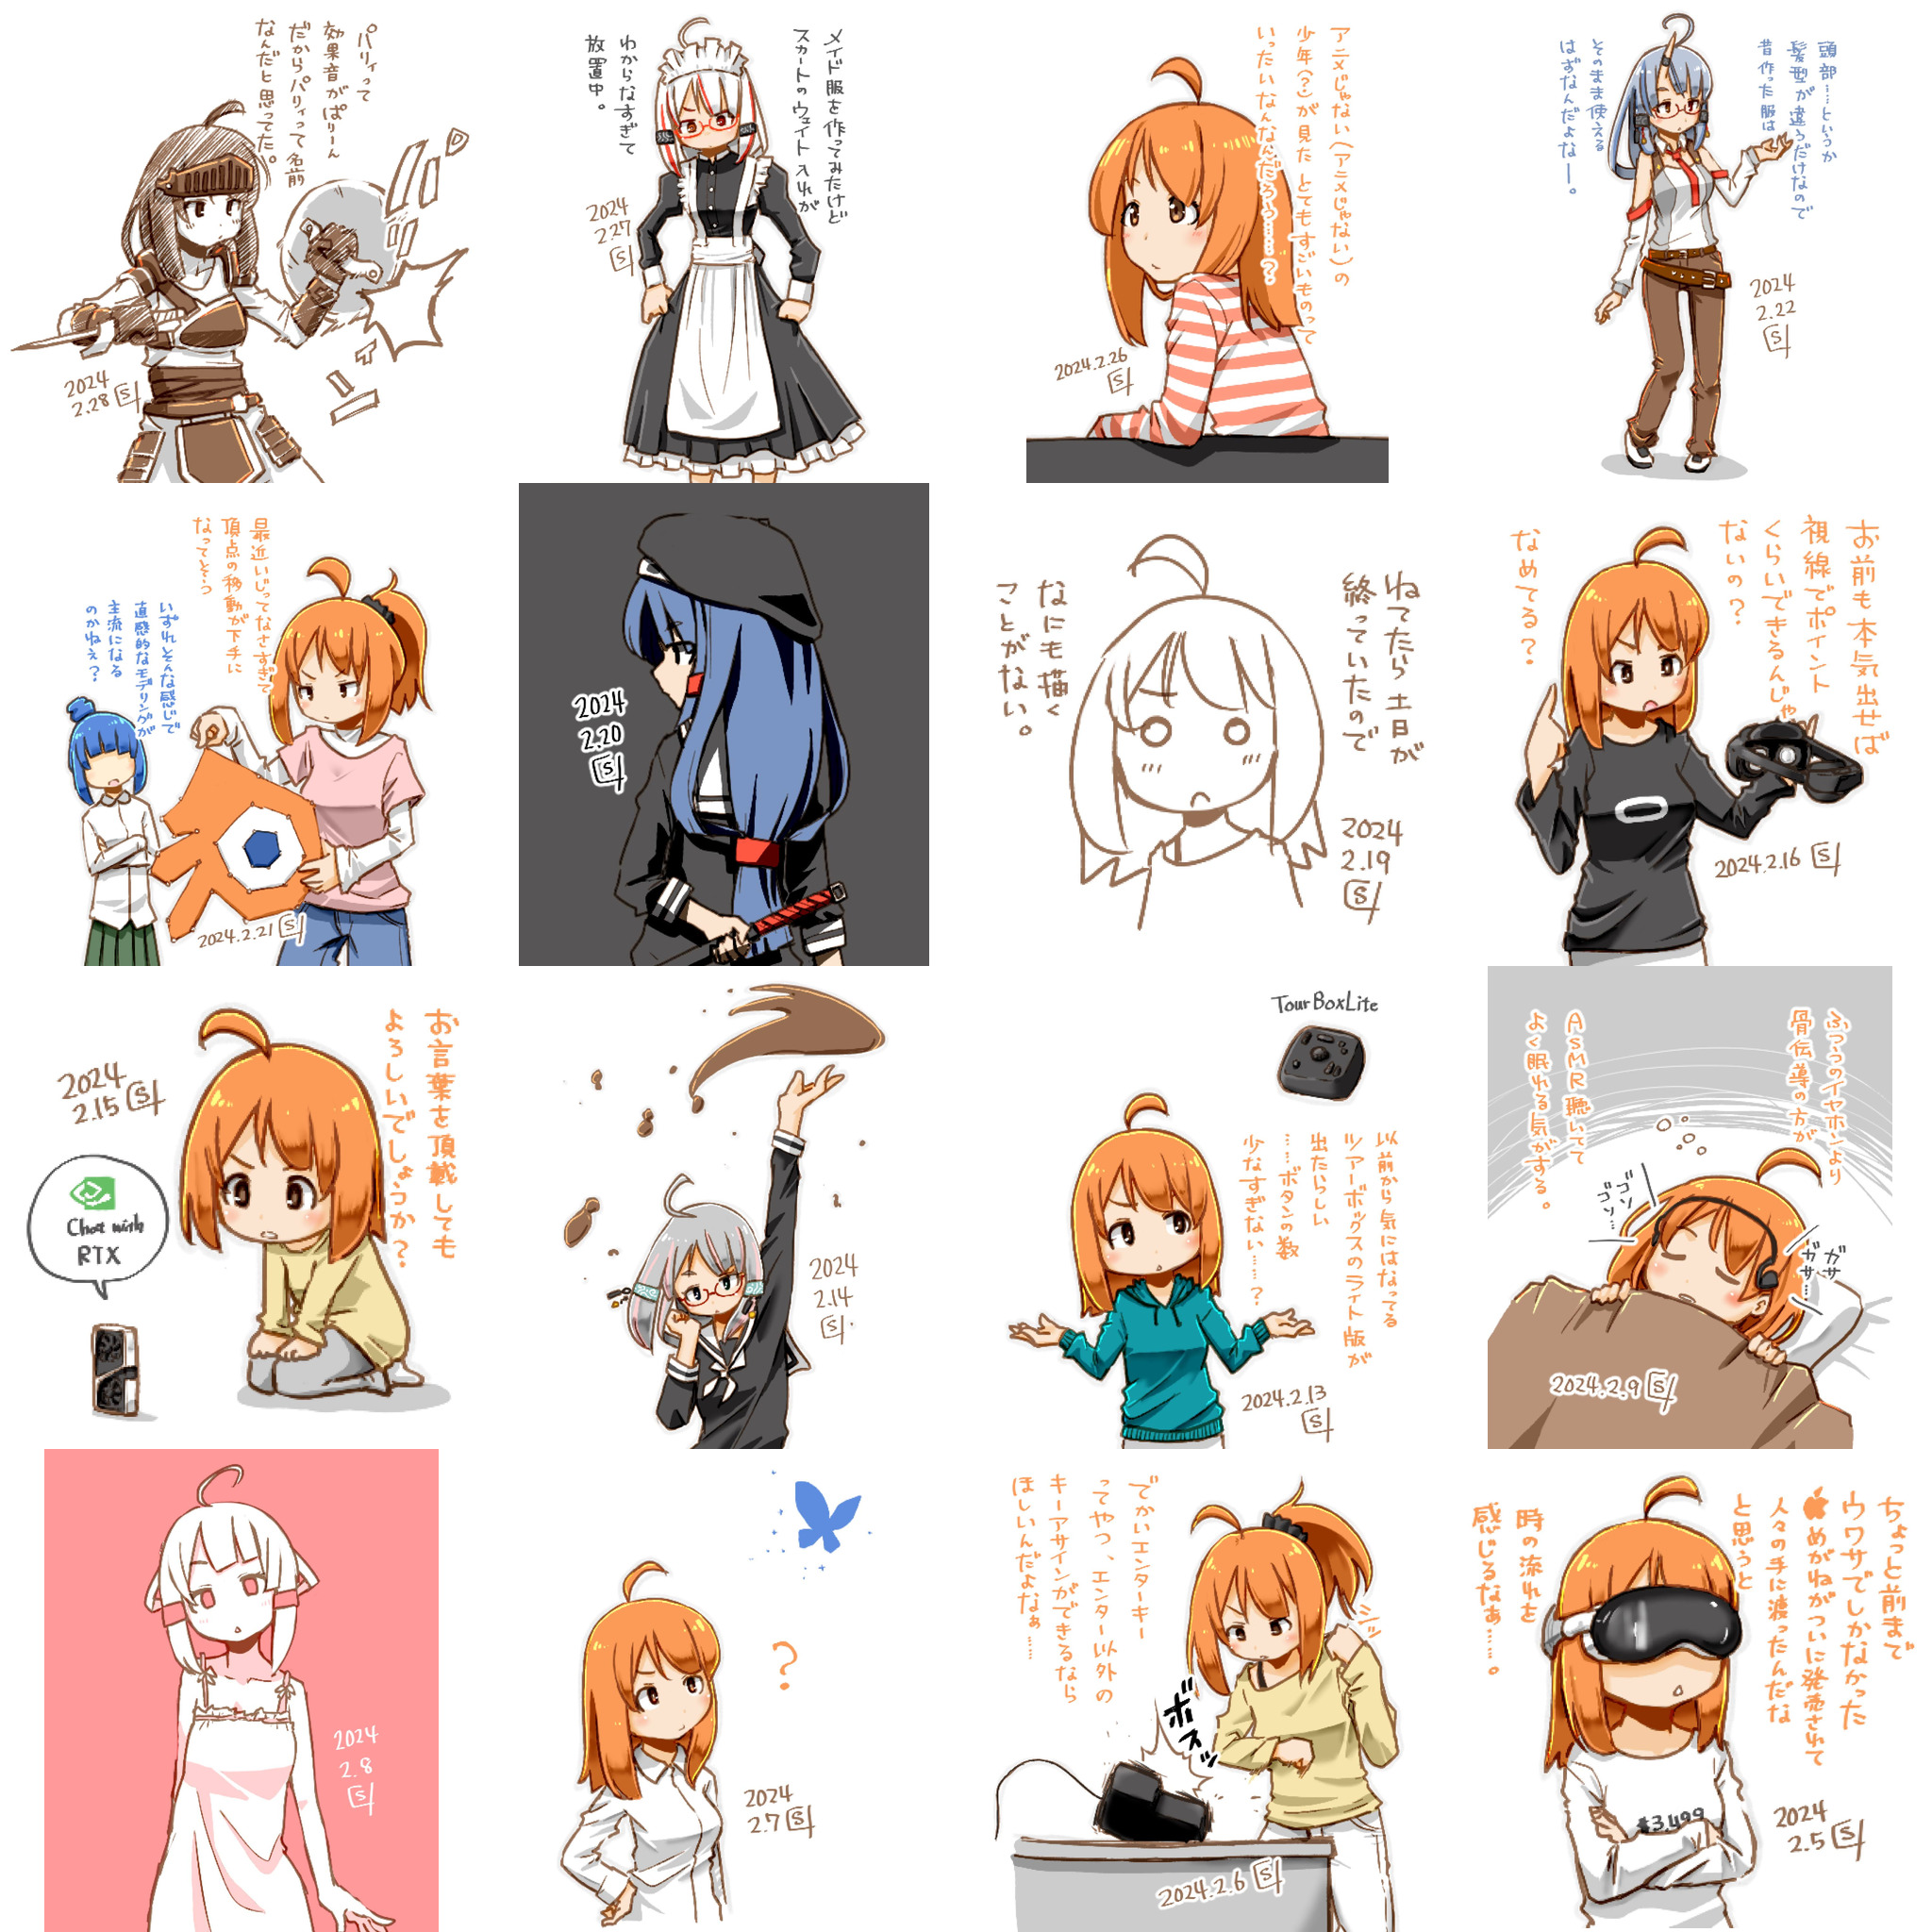 パリィって
効果音がぱりーん
だからパリィって名前
なんだと思ってた。
2024
2.28 S
メイド服を作ってみたけど
スカートのウェイト入れが
わからなすぎて
放置中。
2024
2.27
S
アニメじゃない(アニメじゃない)の
少年(?)が見たとてもすごいものって
いったいなんなんだろう……?
2024.2.26
S
頭部……というか
髪型が違うだけなので
昔作った服は
そのまま使える
はずなんだよなー。
2024
2.22
S
最近いじってなさすぎて
頂点の移動が下手に
なってそう
いずれそんな感じで
直感的なモデリングが
主流になる
のかねぇ?
2024.2.21 S
2024
2.20
S
ねてたら土日が
終っていたので
なにも描く
ことがない。
2024
2.19
S
お前も本気出せば
視線でポイント
くらいできるんじゃ
ないの?
なめてる?
2024.2.16 S
お言葉を頂戴しても
よろしいでしょうか?
2024
2.15 S
Chat with
RTX
2024
2.14
S
TourBoxLite
以前から気にはなってる
ツアーボックスのライト版が
出たらしい
……ボタンの数
少なすぎない……?
2024.2.13
S
ふつうのイヤホンより
骨伝導の方が
ASMR聴いてて
よく眠れる気がする。
ゴソ
ゴソ…
ガサ
ガサ…
2024.2.9 S
2024
2.8
S
?
2024
2.7 S
でかいエンターキー
ってやつ、エンター以外の
キーアサインができるなら
ほしいんだよなぁ……
ボスッ
2024.2.6 S
ちょっと前まで
ウワサでしかなかった
めがねがついに発売されて
人々の手に渡ったんだな
と思うと
時の流れを
感じるなぁ……。
$3,499
2024
2.5 S